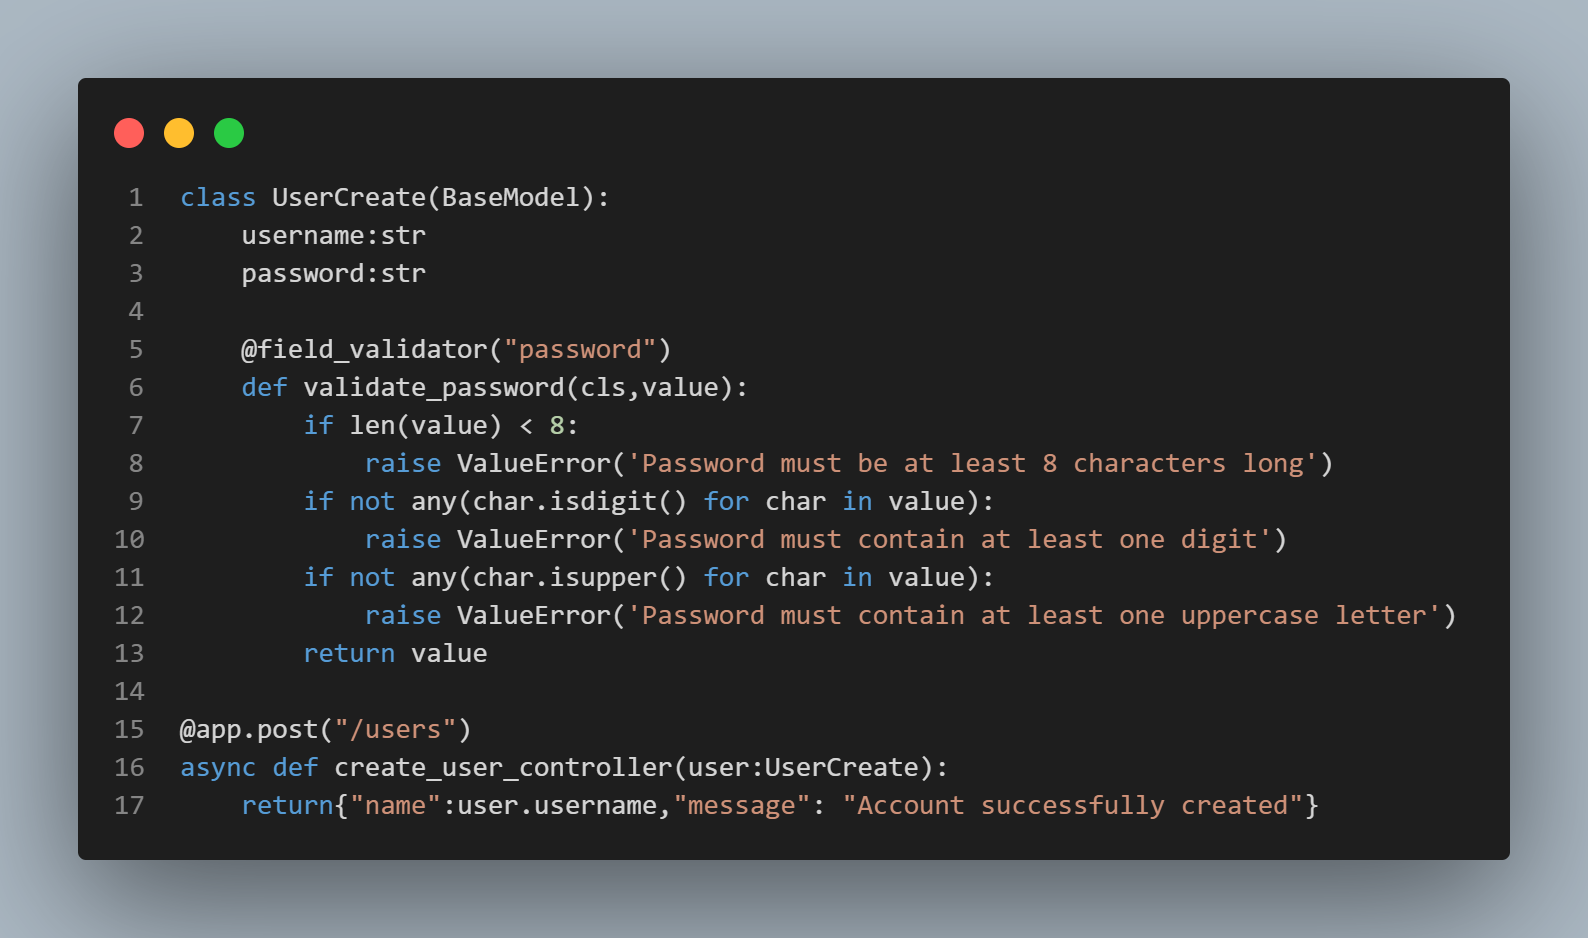 1 class UserCreate(BaseModel):
2     username:str
3     password:str
4
5     @field_validator("password")
6     def validate_password(cls,value):
7         if len(value) < 8:
8             raise ValueError('Password must be at least 8 characters long')
9         if not any(char.isdigit() for char in value):
10             raise ValueError('Password must contain at least one digit')
11         if not any(char.isupper() for char in value):
12             raise ValueError('Password must contain at least one uppercase letter')
13         return value
14
15 @app.post("/users")
16 async def create_user_controller(user:UserCreate):
17     return{"name":user.username,"message": "Account successfully created"}